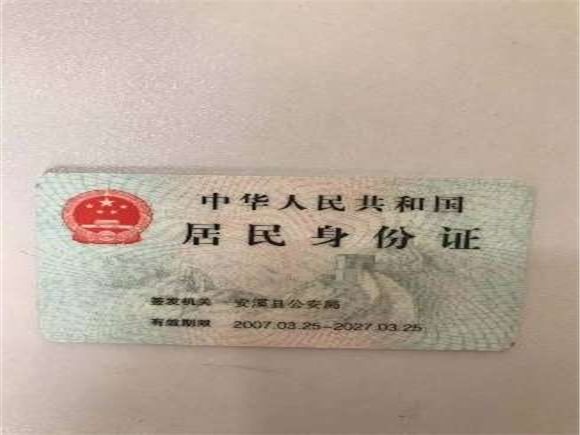 中华人民共和国
居民身份证
签发机关 安溪县公安局
有效期限 2007.03.25-2027.03.25